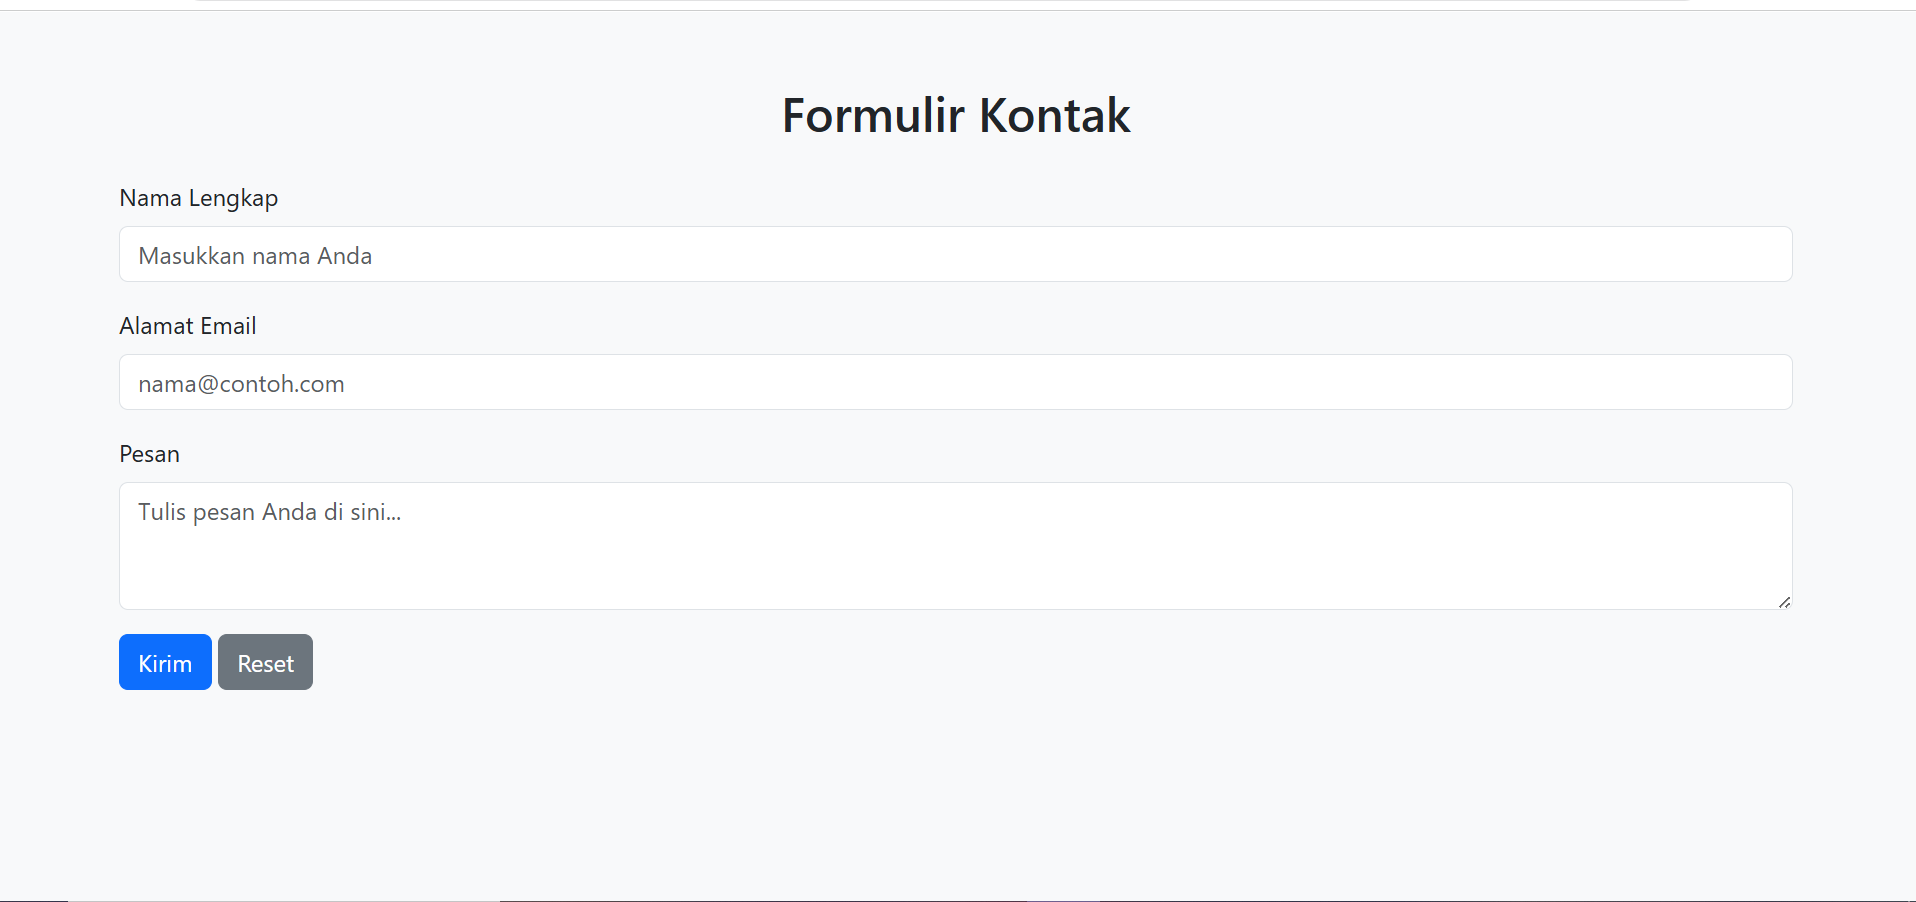 Formulir Kontak
Nama Lengkap
Masukkan nama Anda
Alamat Email
nama@contoh.com
Pesan
Tulis pesan Anda di sini...
Kirim Reset